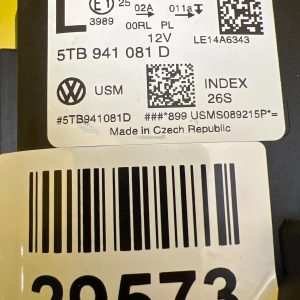 L E1 25 02A 011a
3989 00RL PL
12V LE14A6343
5TB 941 081 D
USM INDEX
26S
#5TB941081D ###*899 USMS089215P*=
Made in Czech Republic
29573